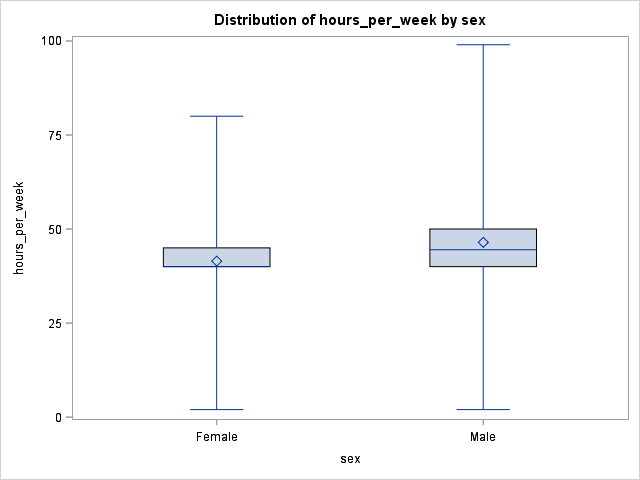 Distribution of hours_per_week by sex
100
75
50
25
0
hours_per_week
Female
Male
sex